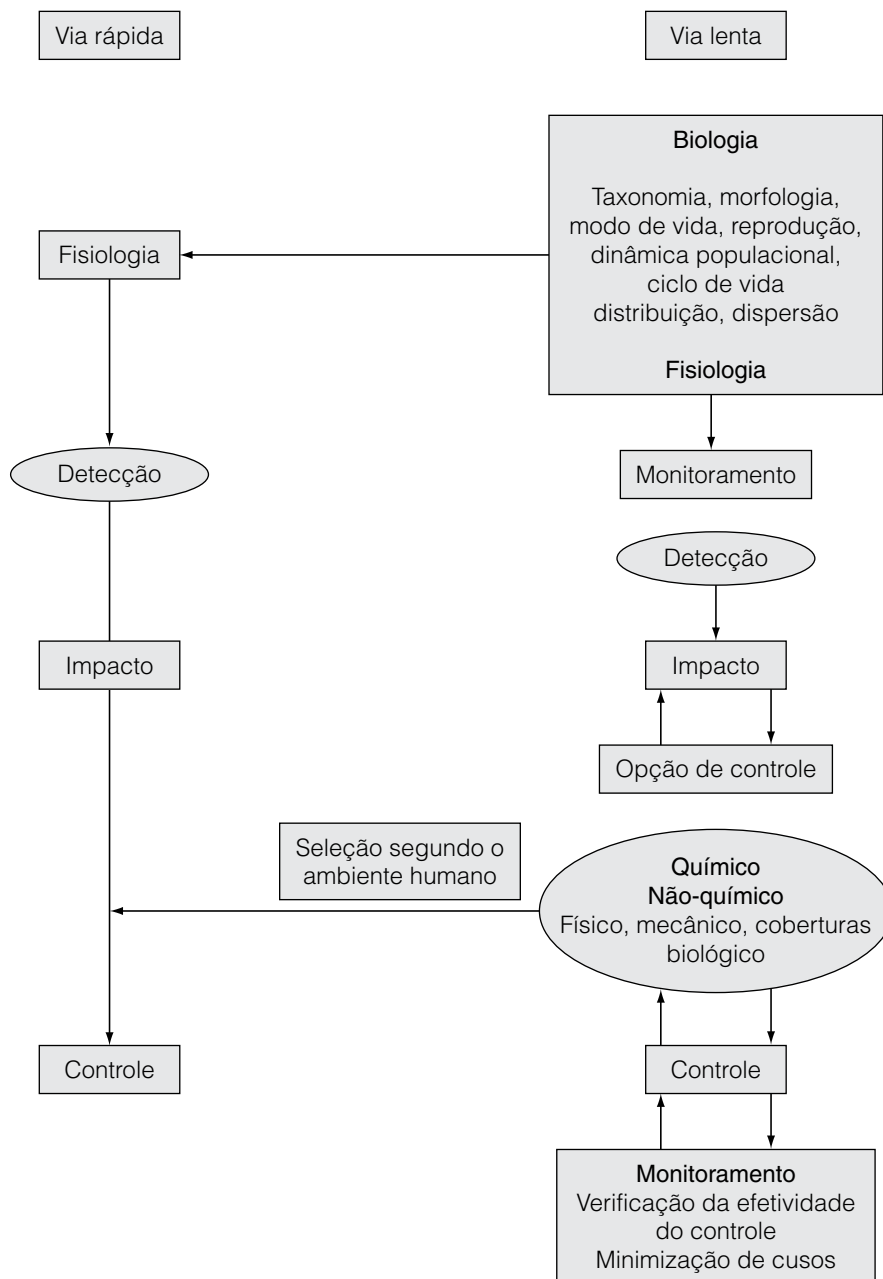 Via rápida
Via lenta
Biologia
Taxonomia, morfologia,
modo de vida, reprodução,
dinâmica populacional,
ciclo de vida
distribuição, dispersão
Fisiologia
Fisiologia
Monitoramento
Detecção
Detecção
Impacto
Impacto
Opção de controle
Seleção segundo o
ambiente humano
Químico
Não-químico
Físico, mecânico, coberturas
biológico
Controle
Controle
Monitoramento
Verificação da efetividade
do controle
Minimização de cusos